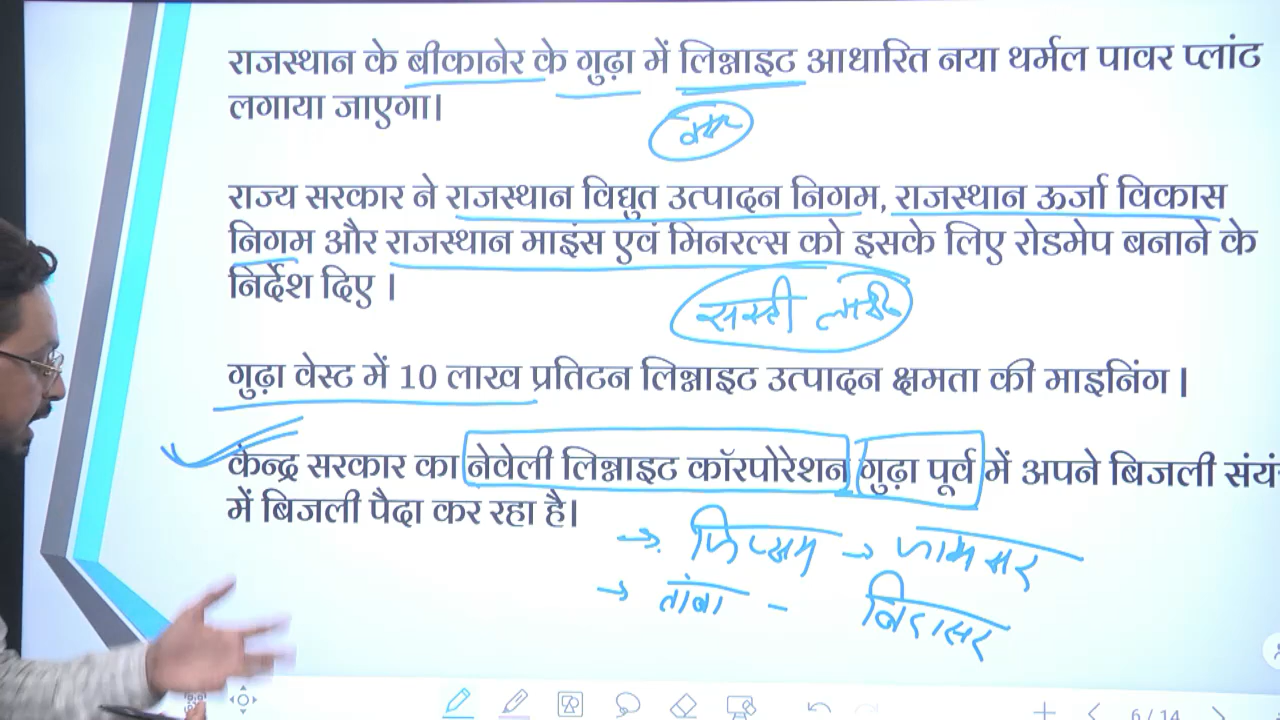 राजस्थान के बीकानेर के गुढ़ा में लिग्नाइट आधारित नया थर्मल पावर प्लांट
लगाया जाएगा।
राज्य सरकार ने राजस्थान विद्युत उत्पादन निगम, राजस्थान ऊर्जा विकास
निगम और राजस्थान माइंस एवं मिनरल्स को इसके लिए रोडमेप बनाने के
निर्देश दिए ।
सस्ती
गुढ़ा वेस्ट में 10 लाख प्रतिटन लिग्नाइट उत्पादन क्षमता की माइनिंग ।
केन्द्र सरकार का नेवेली लिग्नाइट कॉरपोरेशन गुढ़ा पूर्व में अपने बिजली
में बिजली पैदा कर रहा है।
→ जिप्सम → जामसर
→ तांबा - बिदासर
6/14